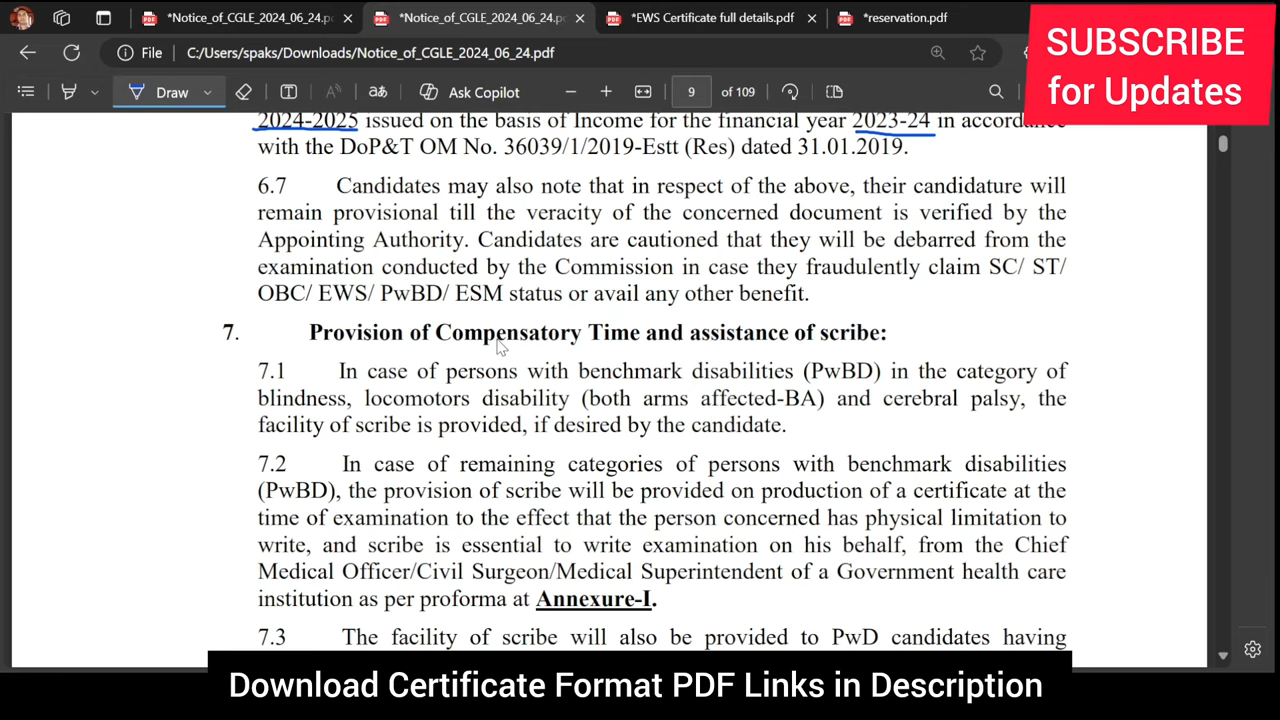 *Notice_of_CGLE_2024_06_24.p
*Notice_of_CGLE_2024_06_24.p
*EWS Certificate full details.pdf
*reservation.pdf
File
C:/Users/spaks/Downloads/Notice_of_CGLE_2024_06_24.pdf
SUBSCRIBE
for Updates
Draw
aあ
Ask Copilot
9 of 109
2024-2025 issued on the basis of Income for the financial year 2023-24 in accordance
with the DoP&T OM No. 36039/1/2019-Estt (Res) dated 31.01.2019.
6.7 Candidates may also note that in respect of the above, their candidature will
remain provisional till the veracity of the concerned document is verified by the
Appointing Authority. Candidates are cautioned that they will be debarred from the
examination conducted by the Commission in case they fraudulently claim SC/ ST/
OBC/ EWS/ PwBD/ ESM status or avail any other benefit.
7. Provision of Compensatory Time and assistance of scribe:
7.1 In case of persons with benchmark disabilities (PwBD) in the category of
blindness, locomotors disability (both arms affected-BA) and cerebral palsy, the
facility of scribe is provided, if desired by the candidate.
7.2 In case of remaining categories of persons with benchmark disabilities
(PwBD), the provision of scribe will be provided on production of a certificate at the
time of examination to the effect that the person concerned has physical limitation to
write, and scribe is essential to write examination on his behalf, from the Chief
Medical Officer/Civil Surgeon/Medical Superintendent of a Government health care
institution as per proforma at Annexure-I.
7.3 The facility of scribe will also be provided to PwD candidates having
Download Certificate Format PDF Links in Description